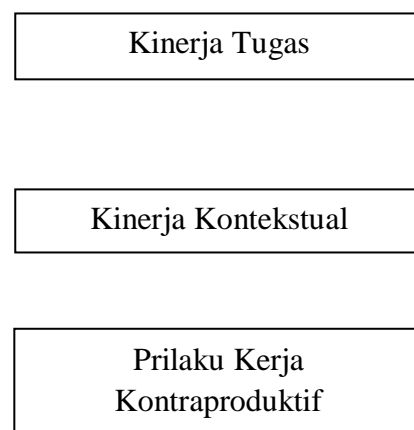 Kinerja Tugas
Kinerja Kontekstual
Prilaku Kerja
Kontraproduktif